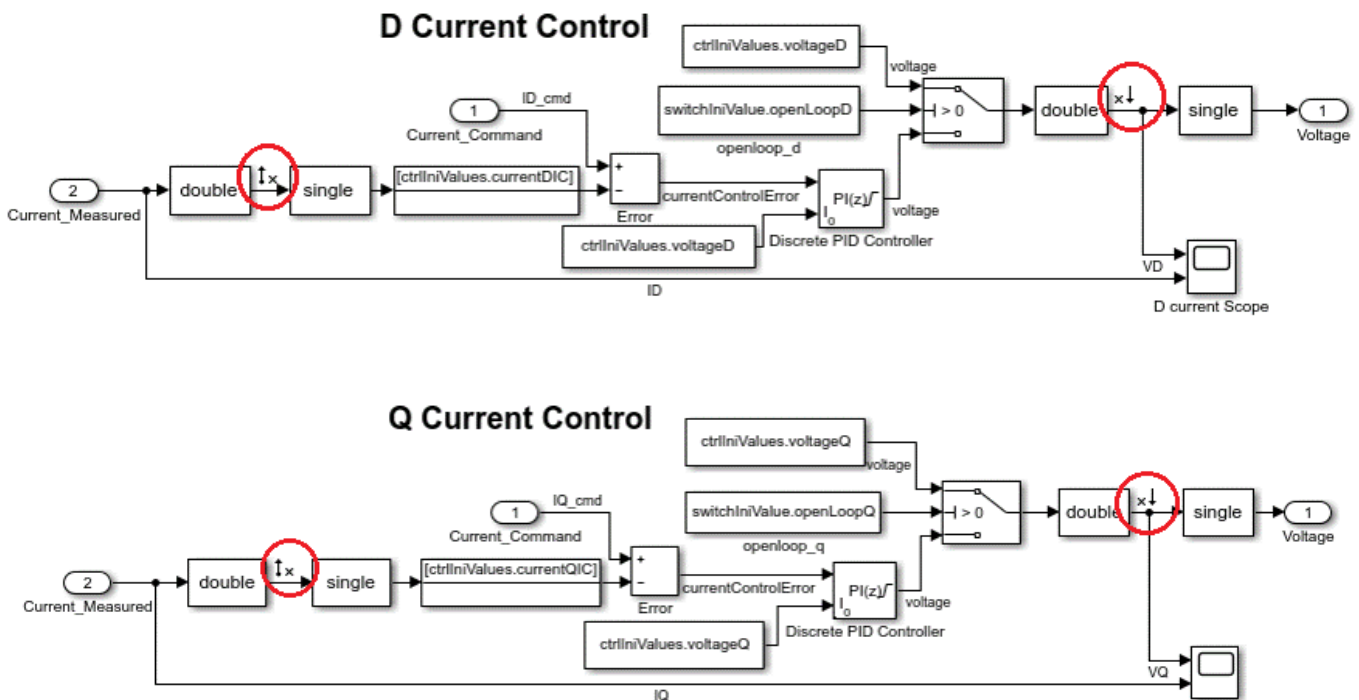 D Current Control
ctrlIniValues.voltageD
voltage
ID_cmd
1
Current_Command
switchIniValue.openLoopD
openloop_d
> 0
double
single
1
Voltage
2
Current_Measured
double
single
[ctrlIniValues.currentDIC]
+
−
Error
currentControlError
PI(z)
I0
voltage
Discrete PID Controller
ctrlIniValues.voltageD
VD
ID
D current Scope
Q Current Control
ctrlIniValues.voltageQ
voltage
IQ_cmd
1
Current_Command
switchIniValue.openLoopQ
openloop_q
> 0
double
single
1
Voltage
2
Current_Measured
double
single
[ctrlIniValues.currentQIC]
+
−
Error
currentControlError
PI(z)
I0
voltage
Discrete PID Controller
ctrlIniValues.voltageQ
VQ
IQ